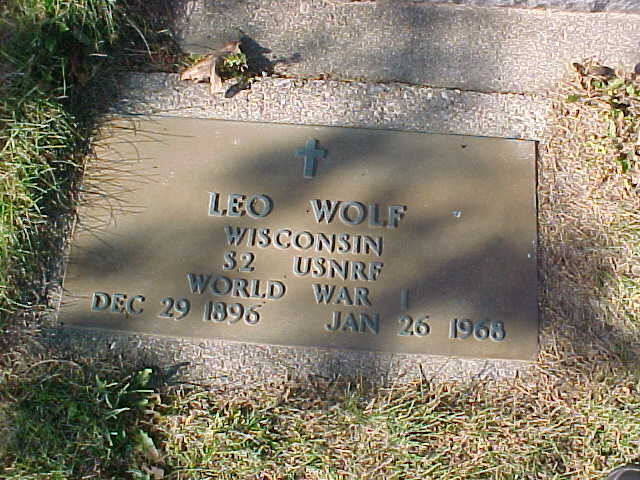 LEO WOLF
WISCONSIN
S2 USNRF
WORLD WAR I
DEC 29 1896 JAN 26 1968